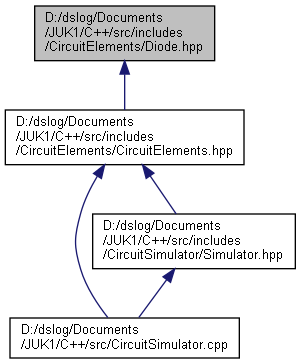 D:/dslog/Documents
/JUK1/C++/src/includes
/CircuitElements/Diode.hpp
D:/dslog/Documents
/JUK1/C++/src/includes
/CircuitElements/CircuitElements.hpp
D:/dslog/Documents
/JUK1/C++/src/includes
/CircuitSimulator/Simulator.hpp
D:/dslog/Documents
/JUK1/C++/src/CircuitSimulator.cpp